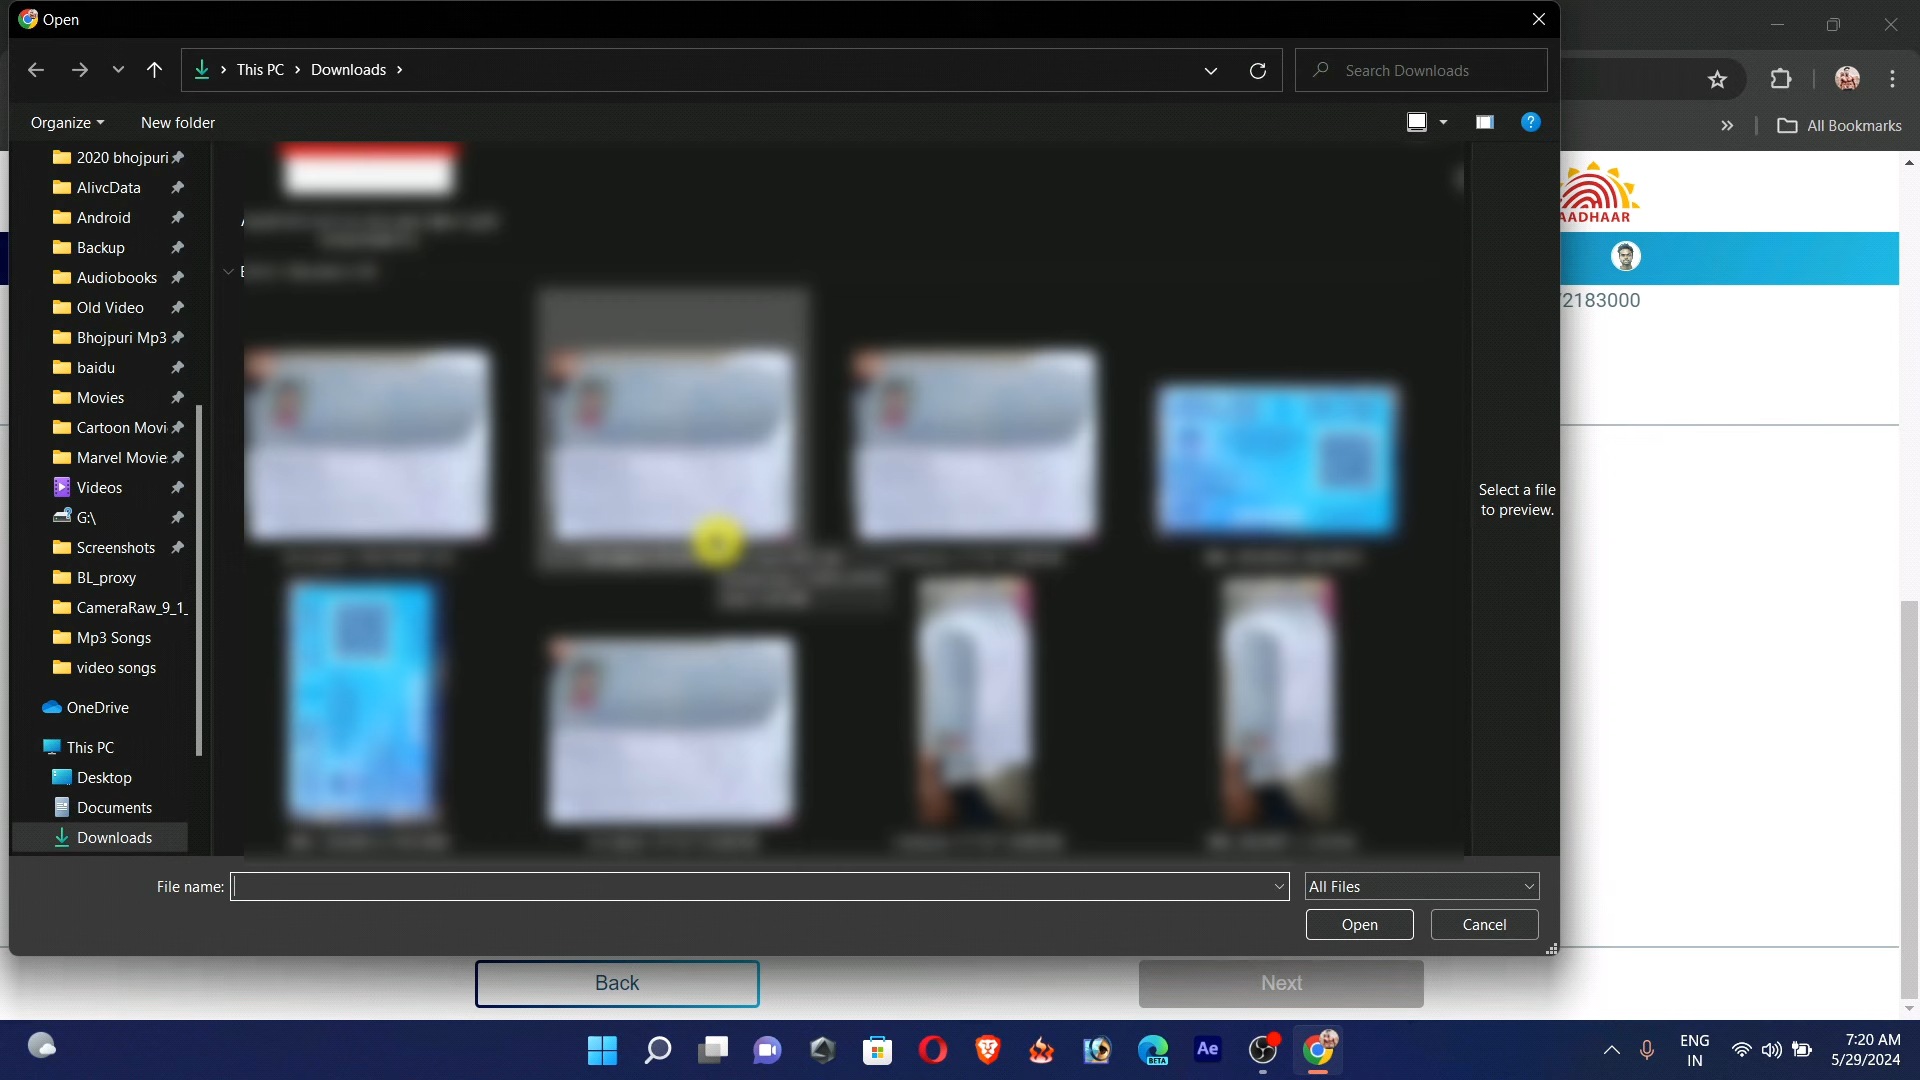 Open
This PC > Downloads >
Search Downloads
Organize
New folder
All Bookmarks
2020 bhojpuri
AlivcData
Android
Backup
Audiobooks
Old Video
Bhojpuri Mp3
baidu
Movies
Cartoon Movi
Marvel Movie
Videos
G:\
Screenshots
BL_proxy
CameraRaw_9_1_
Mp3 Songs
video songs
OneDrive
This PC
Desktop
Documents
Downloads
Select a file
to preview.
AADHAAR
2183000
File name:
All Files
Open
Cancel
Back
Next
BETA
Ae
ENG
IN
7:20 AM
5/29/2024